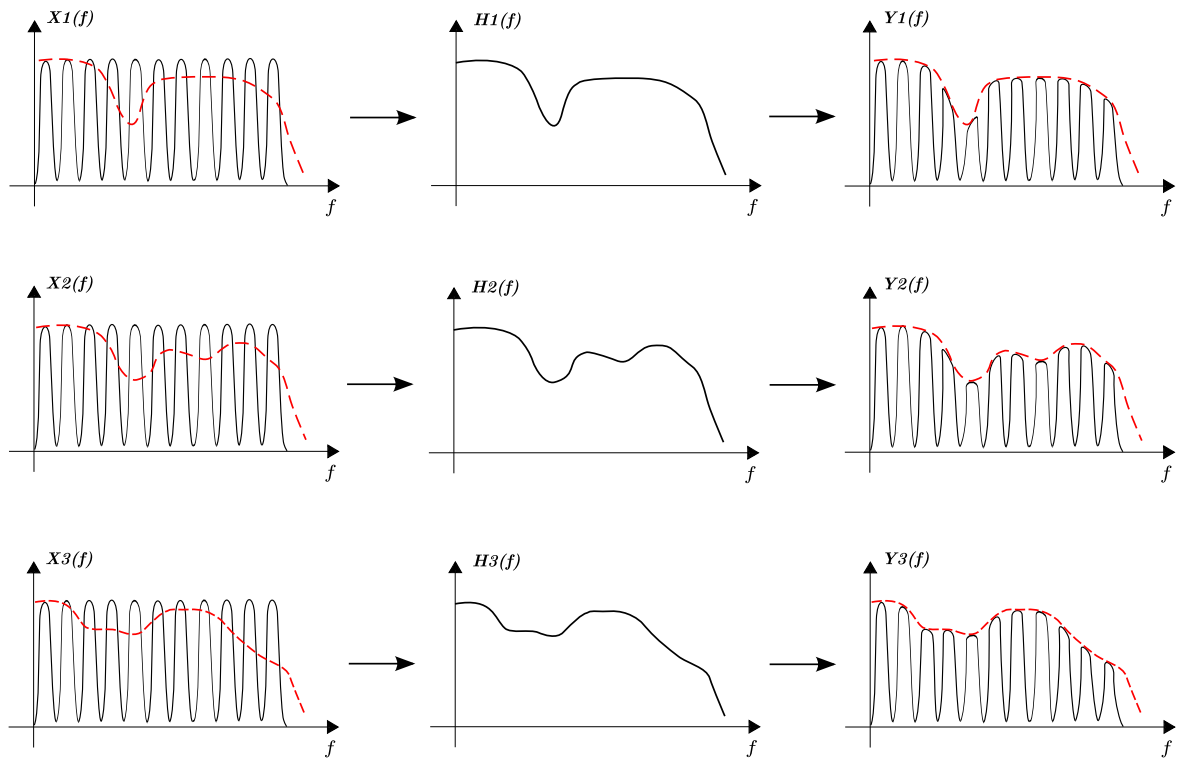 X1(f)
H1(f)
Y1(f)
f
f
f
X2(f)
H2(f)
Y2(f)
f
f
f
X3(f)
H3(f)
Y3(f)
f
f
f